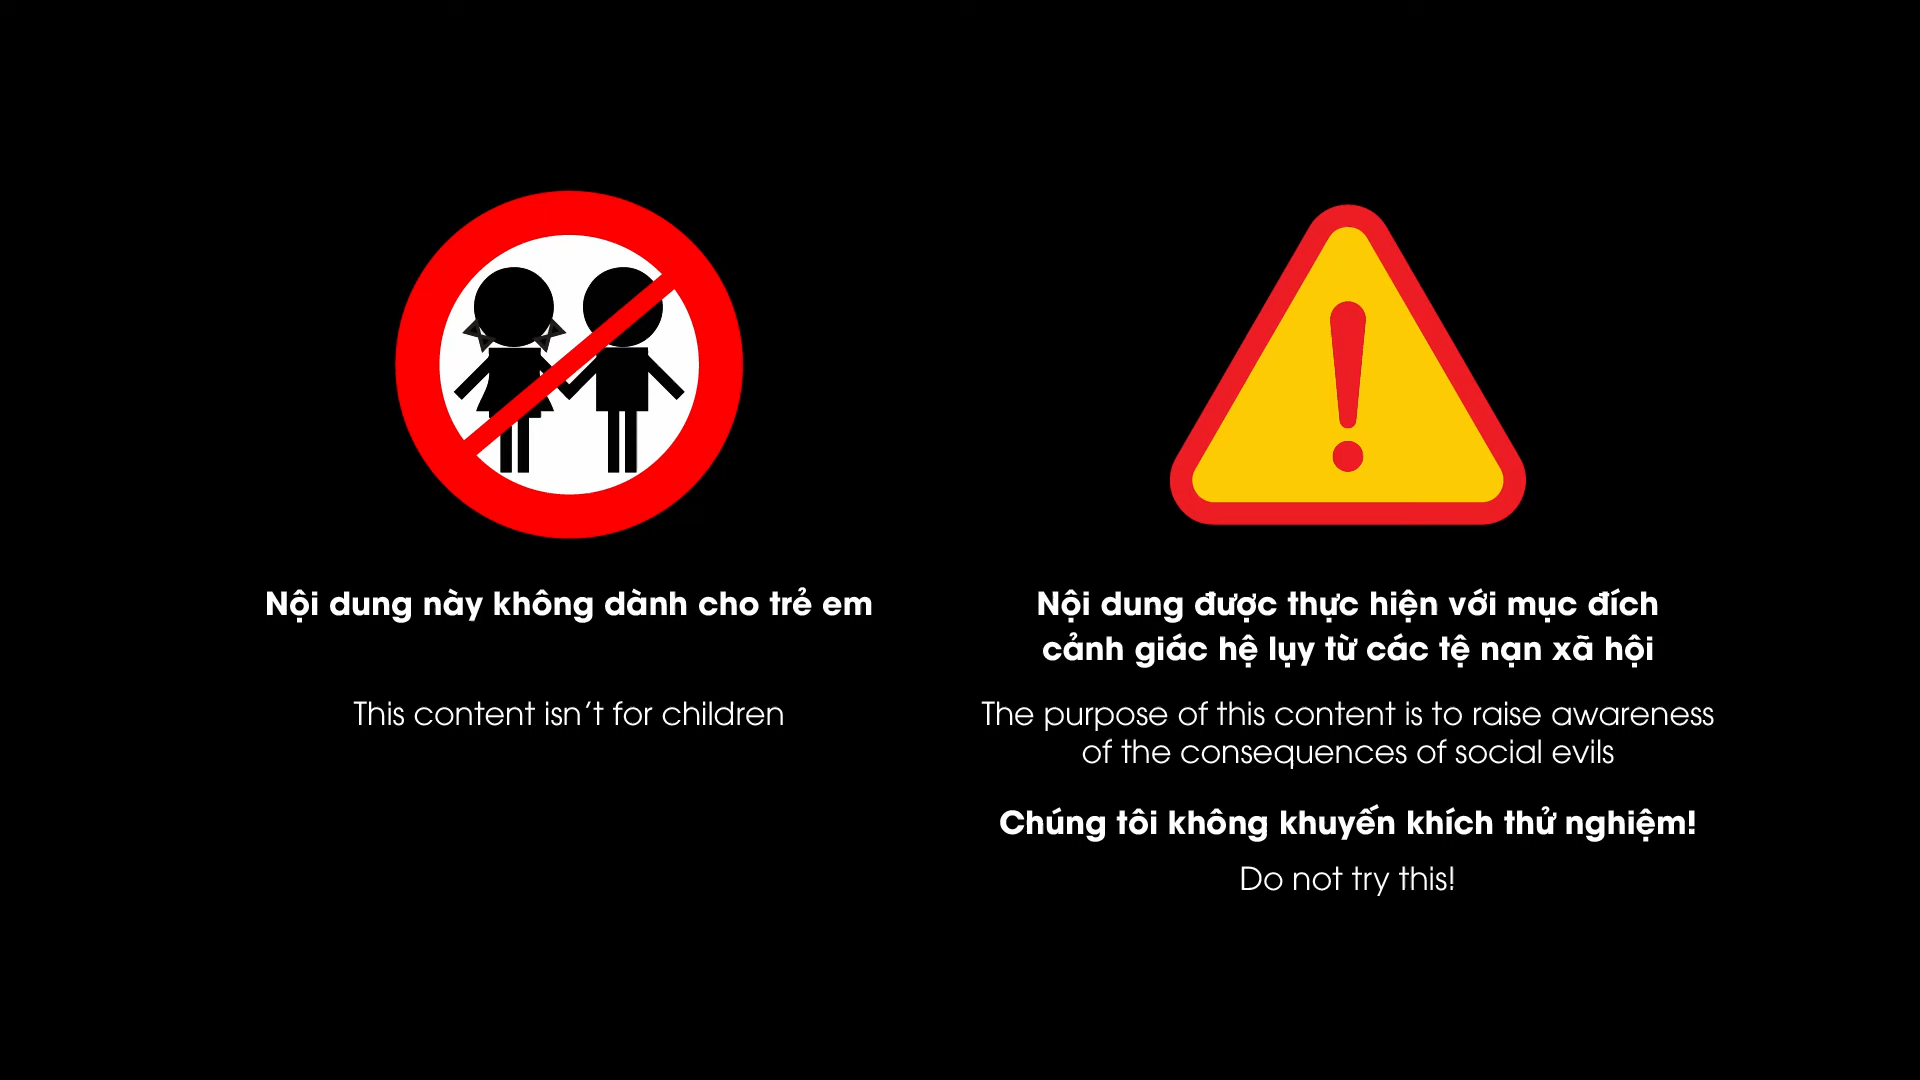 Nội dung này không dành cho trẻ em
This content isn't for children
Nội dung được thực hiện với mục đích
cảnh giác hệ lụy từ các tệ nạn xã hội
The purpose of this content is to raise awareness
of the consequences of social evils
Chúng tôi không khuyến khích thử nghiệm!
Do not try this!